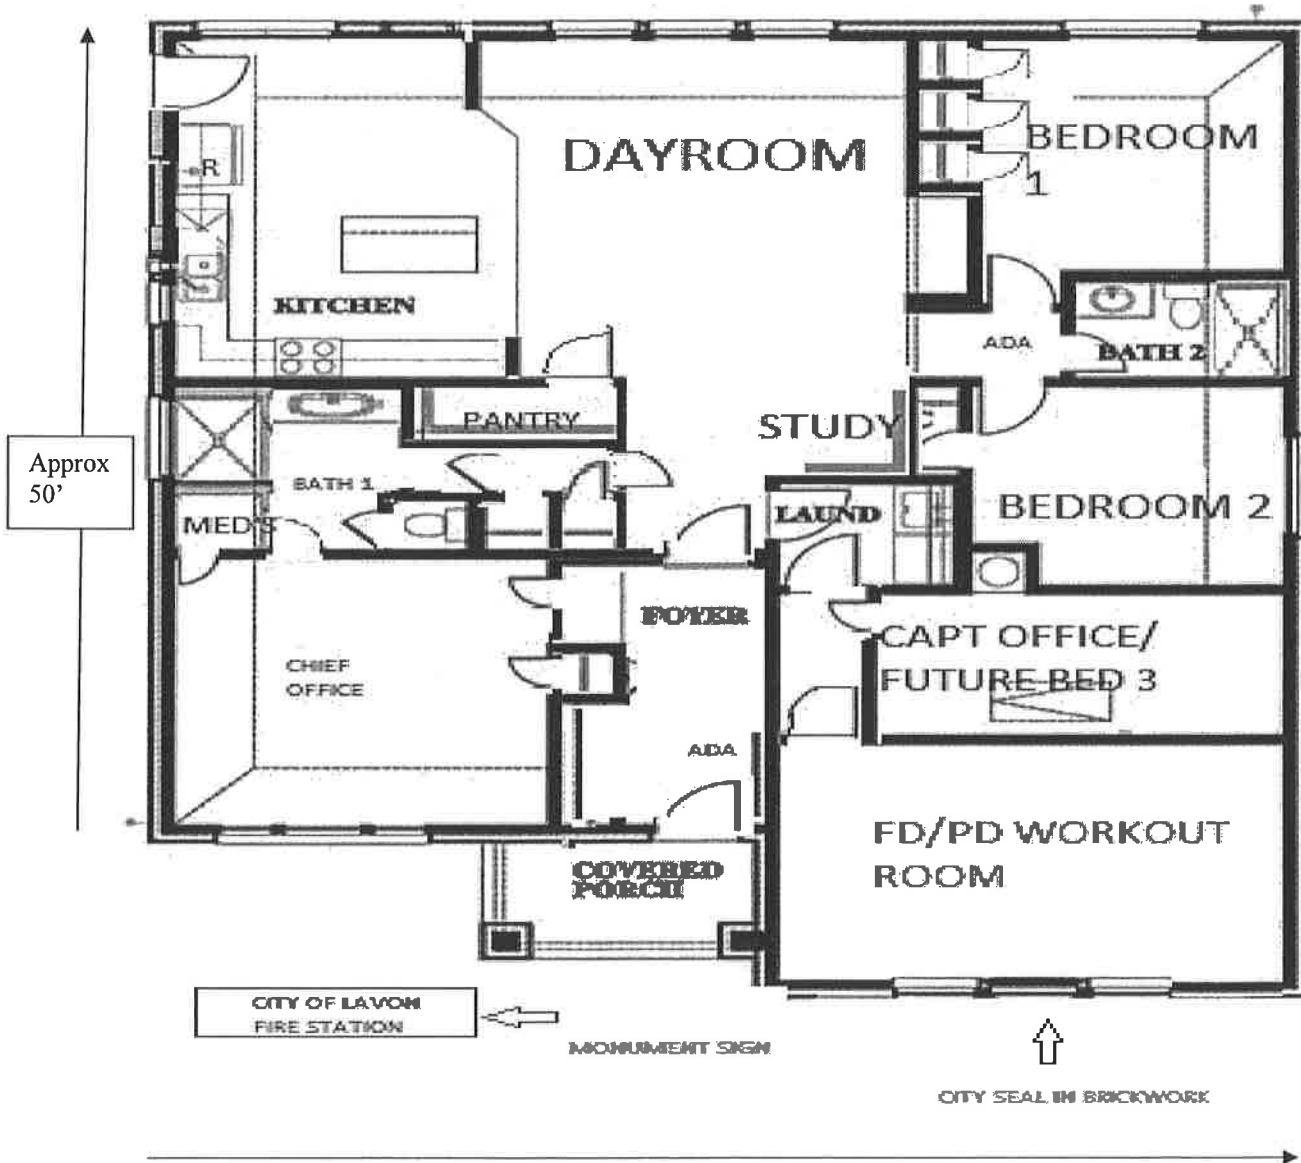 DAYROOM
BEDROOM
1
R
KITCHEN
ADA
BATH 2
PANTRY
STUDY
Approx
50’
BATH 1
MED'S
LAUND
BEDROOM 2
FOYER
CAPT OFFICE/
FUTURE BED 3
CHIEF
OFFICE
ADA
FD/PD WORKOUT
ROOM
COVERED
PORCH
CITY OF LAVON
FIRE STATION
MONUMENT SIGN
CITY SEAL IN BRICKWORK